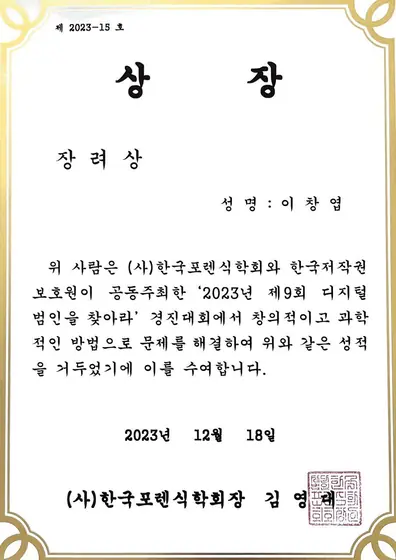 제 2023-15 호
상 장
장 려 상
성 명 : 이 창 엽
위 사람은 (사)한국포렌식학회와 한국저작권
보호원이 공동주최한 ‘2023년 제9회 디지털
범인을 찾아라’ 경진대회에서 창의적이고 과학
적인 방법으로 문제를 해결하여 위와 같은 성적
을 거두었기에 이를 수여합니다.
2023년 12월 18일
(사)한국포렌식학회장 김 영 대